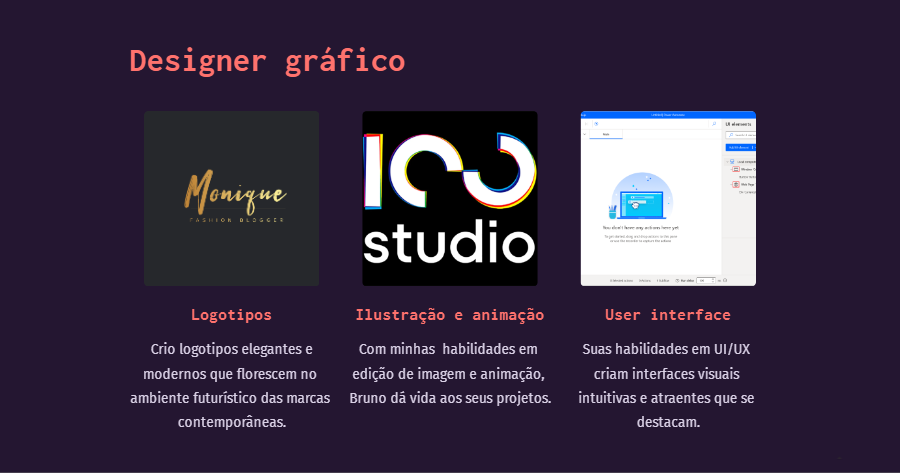 Designer gráfico
Monique
FASHION BLOGGER
100
studio
UI elements
You don't have any actions here yet
Logotipos
Ilustração e animação
User interface
Crio logotipos elegantes e
modernos que florescem no
ambiente futurístico das marcas
contemporâneas.
Com minhas  habilidades em
edição de imagem e animação,
Bruno dá vida aos seus projetos.
Suas habilidades em UI/UX
criam interfaces visuais
intuitivas e atraentes que se
destacam.